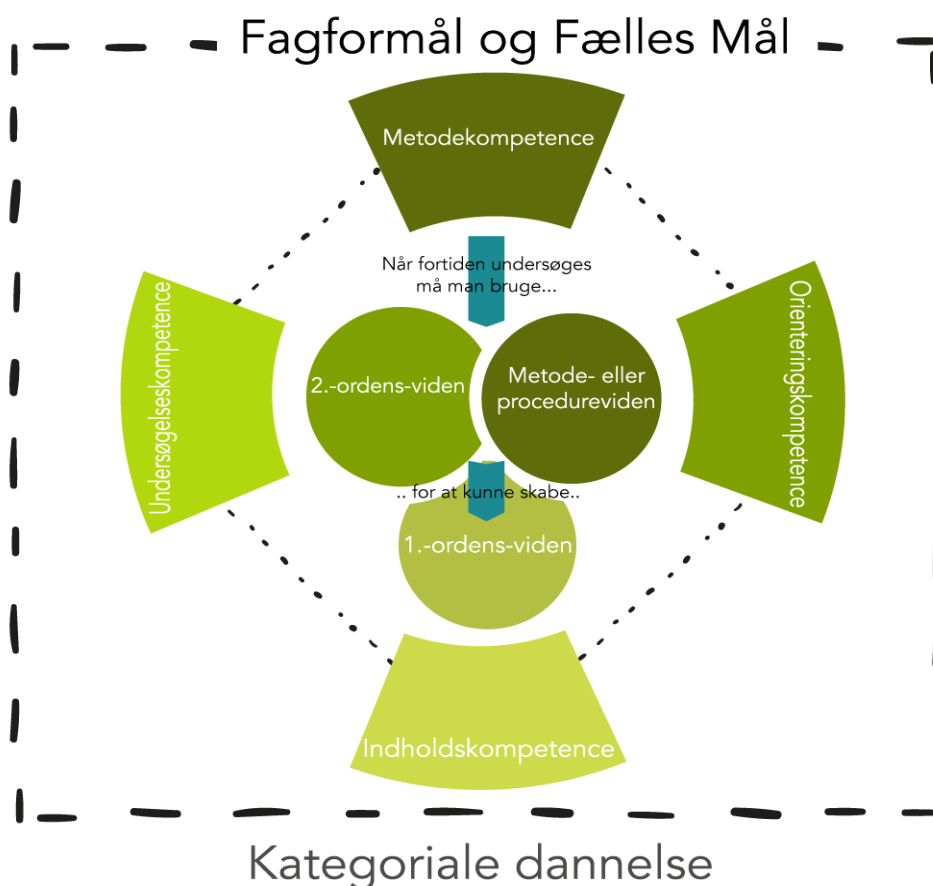 Fagformål og Fælles Mål
Metodekompetence
Når fortiden undersøges
må man bruge...
Undersøgelseskompetence
Orienteringskompetence
2.-ordens-viden
Metode- eller
procedureviden
.. for at kunne skabe..
1.-ordens-viden
Indholdskompetence
Kategoriale dannelse